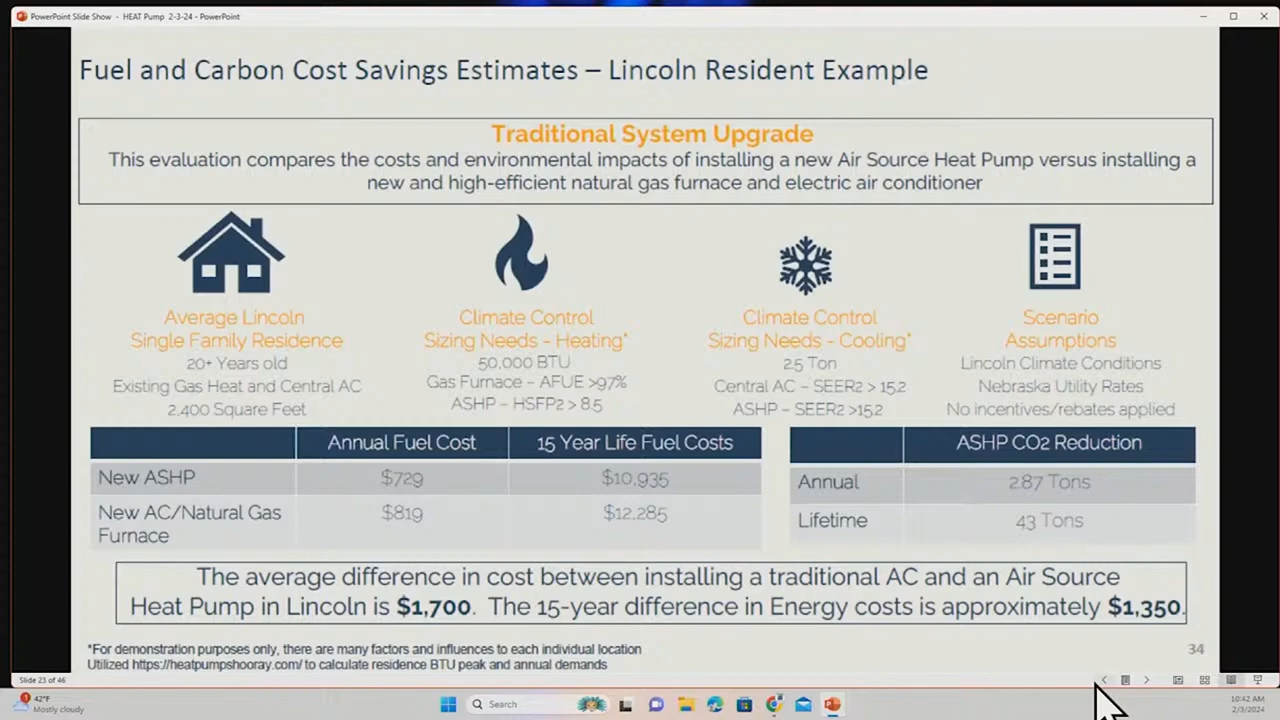 PowerPoint Slide Show - HEAT Pump 2-3-24 - PowerPoint
Fuel and Carbon Cost Savings Estimates – Lincoln Resident Example
Traditional System Upgrade
This evaluation compares the costs and environmental impacts of installing a new Air Source Heat Pump versus installing a
new and high-efficient natural gas furnace and electric air conditioner
Average Lincoln
Single Family Residence
20+ Years old
Existing Gas Heat and Central AC
2,400 Square Feet
Climate Control
Sizing Needs - Heating*
50,000 BTU
Gas Furnace – AFUE >97%
ASHP – HSFP2 > 8.5
Climate Control
Sizing Needs - Cooling*
2.5 Ton
Central AC – SEER2 > 15.2
ASHP – SEER2 >15.2
Scenario
Assumptions
Lincoln Climate Conditions
Nebraska Utility Rates
No incentives/rebates applied
Annual Fuel Cost 15 Year Life Fuel Costs
New ASHP $729 $10,935
New AC/Natural Gas $819 $12,285
Furnace
ASHP CO2 Reduction
Annual 2.87 Tons
Lifetime 43 Tons
The average difference in cost between installing a traditional AC and an Air Source
Heat Pump in Lincoln is $1,700. The 15-year difference in Energy costs is approximately $1,350.
*For demonstration purposes only, there are many factors and influences to each individual location
Utilized https://heatpumpshooray.com/ to calculate residence BTU peak and annual demands
34
Slide 23 of 46
1
42°F
Mostly cloudy
Search
10:42 AM
2/3/2024